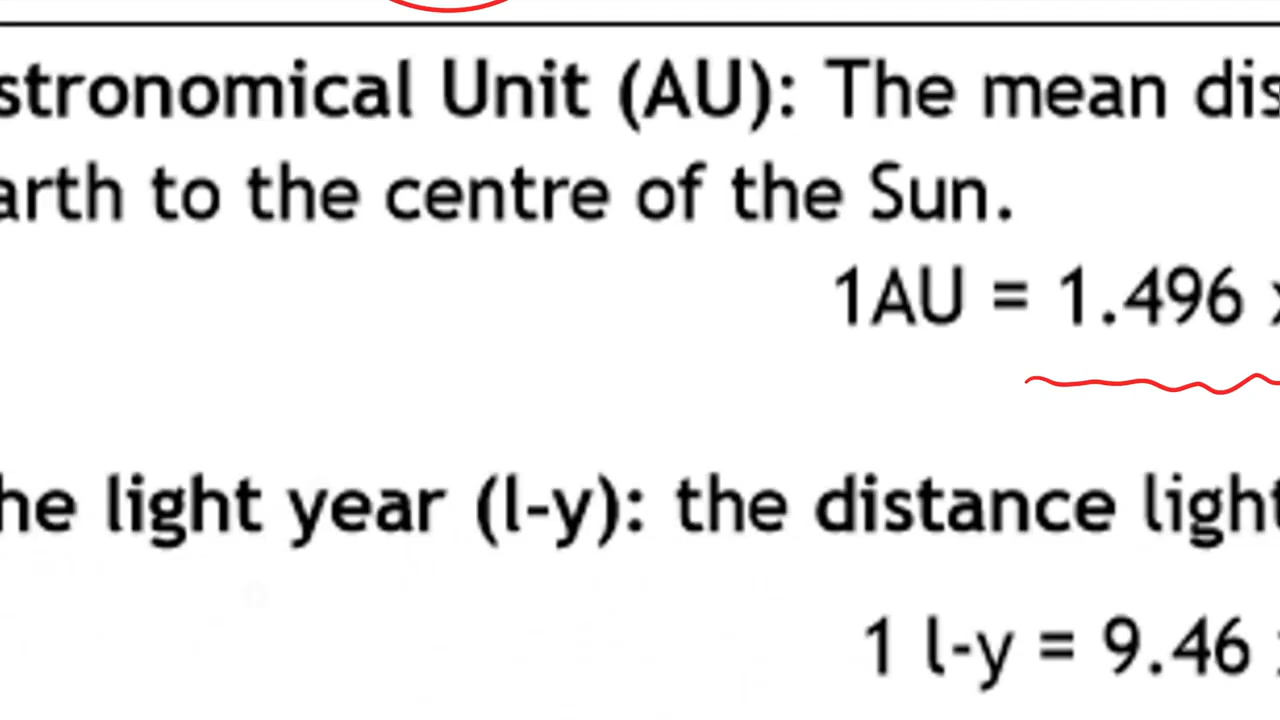 stronomical Unit (AU): The mean dis
arth to the centre of the Sun.
1AU = 1.496 x
he light year (l-y): the distance light
1 l-y = 9.46